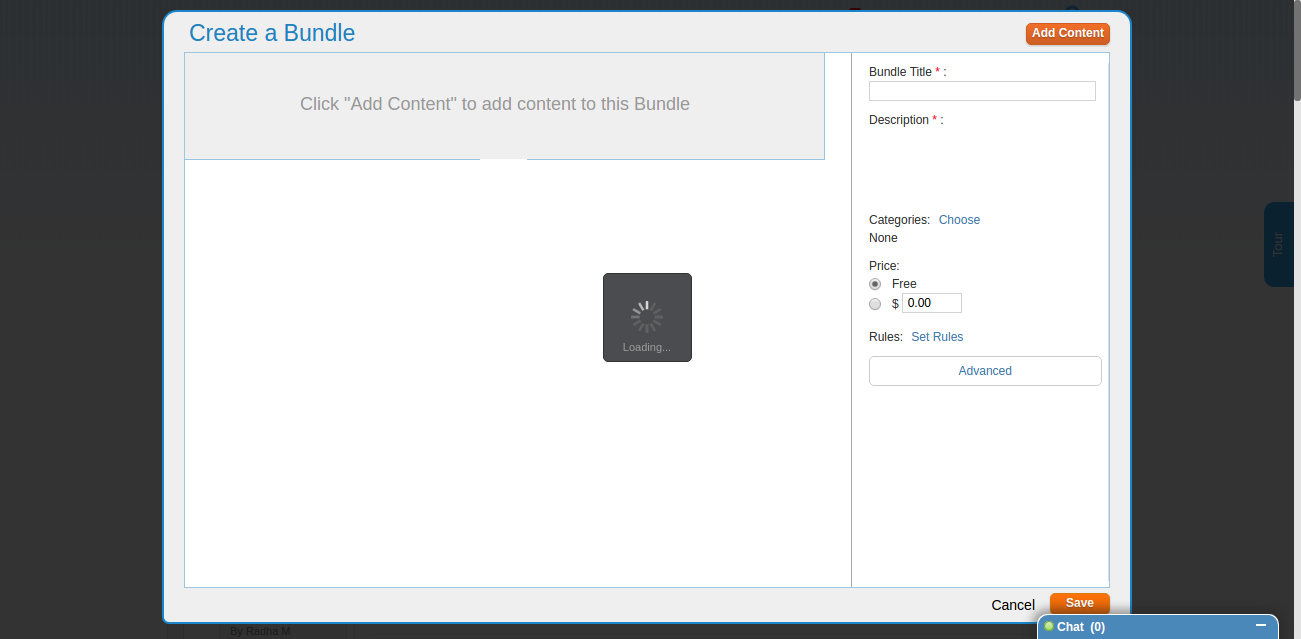 Create a Bundle
Add Content
Click "Add Content" to add content to this Bundle
Bundle Title * :
Description * :
Categories: Choose
None
Price:
Free
$ 0.00
Rules: Set Rules
Advanced
Loading...
Tour
Cancel
Save
Chat (0)
By Radha M